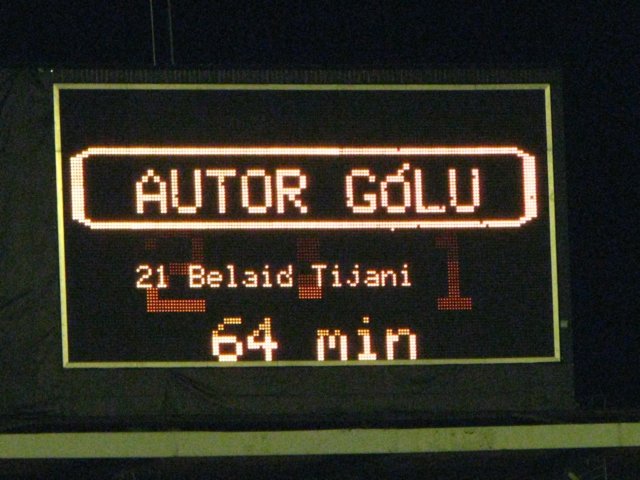 AUTOR GÓLU
21 Belaid Tijani
64 min